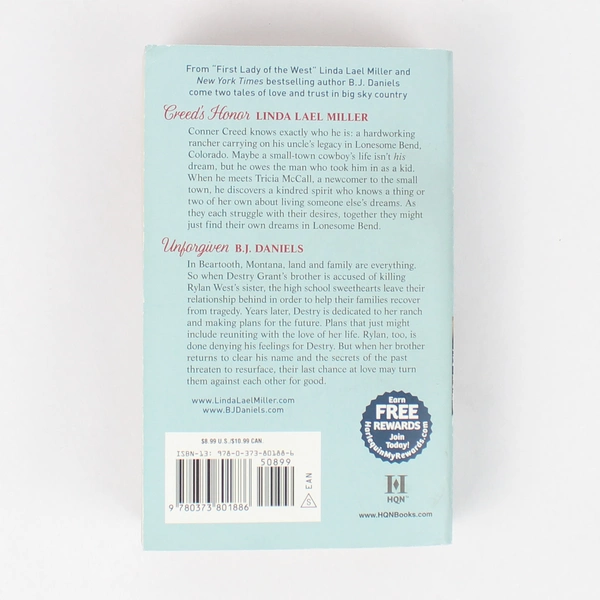 From "First Lady of the West" Linda Lael Miller and
New York Times bestselling author B.J. Daniels
come two tales of love and trust in big sky country
Creed's Honor LINDA LAEL MILLER
Conner Creed knows exactly who he is: a hardworking
rancher carrying on his uncle's legacy in Lonesome Bend,
Colorado. Maybe a small-town cowboy's life isn't his
dream, but he owes the man who took him in as a kid.
When he meets Tricia McCall, a newcomer to the small
town, he discovers a kindred spirit who knows a thing or
two of her own about living someone else's dreams. As
they each struggle with their desires, together they might
just find their own dreams in Lonesome Bend.
Unforgiven B.J. DANIELS
In Beartooth, Montana, land and family are everything.
So when Destry Grant's brother is accused of killing
Rylan West's sister, the high school sweethearts leave their
relationship behind in order to help their families recover
from tragedy. Years later, Destry is dedicated to her ranch
and making plans for the future. Plans that just might
include reuniting with the love of her life. Rylan, too, is
done denying his feelings for Destry. But when her brother
returns to clear his name and the secrets of the past
threaten to resurface, their last chance at love may turn
them against each other for good.
www.LindaLaelMiller.com
www.BJDaniels.com
Earn
FREE
REWARDS
Join
Today!
HarlequinMyRewards.com
$8.99 U.S./$10.99 CAN
ISBN-13: 978-0-373-80188-6
50899
9 780373 801886
S
EAN
H
HQN™
www.HQNBooks.com